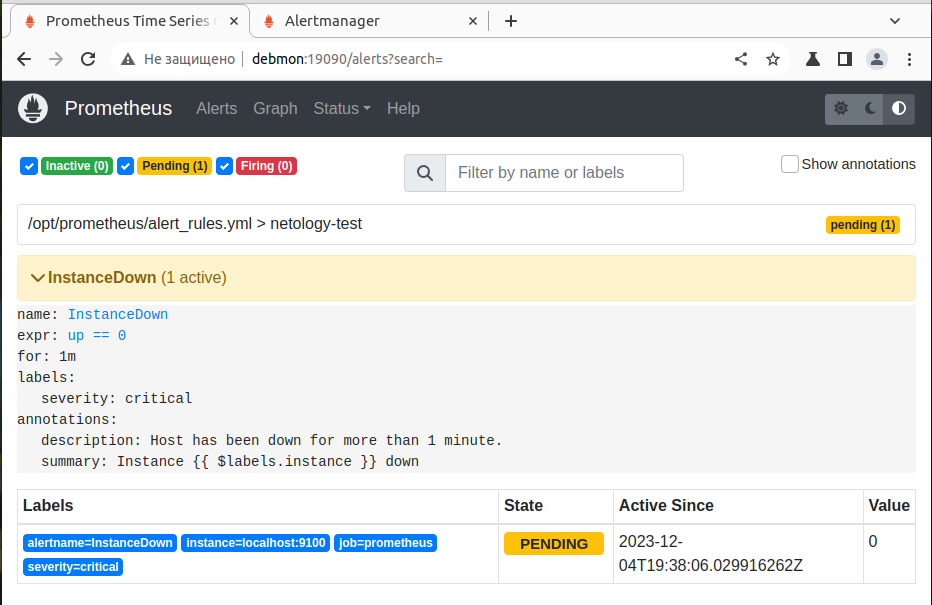 Prometheus Time Series
Alertmanager
Не защищено
debmon:19090/alerts?search=
Prometheus Alerts Graph Status Help
Inactive (0) Pending (1) Firing (0)
Filter by name or labels
Show annotations
/opt/prometheus/alert_rules.yml > netology-test
pending (1)
InstanceDown (1 active)
name: InstanceDown
expr: up == 0
for: 1m
labels:
severity: critical
annotations:
description: Host has been down for more than 1 minute.
summary: Instance {{ $labels.instance }} down
Labels State Active Since Value
alertname=InstanceDown instance=localhost:9100 job=prometheus
severity=critical
PENDING
2023-12-
04T19:38:06.029916262Z
0